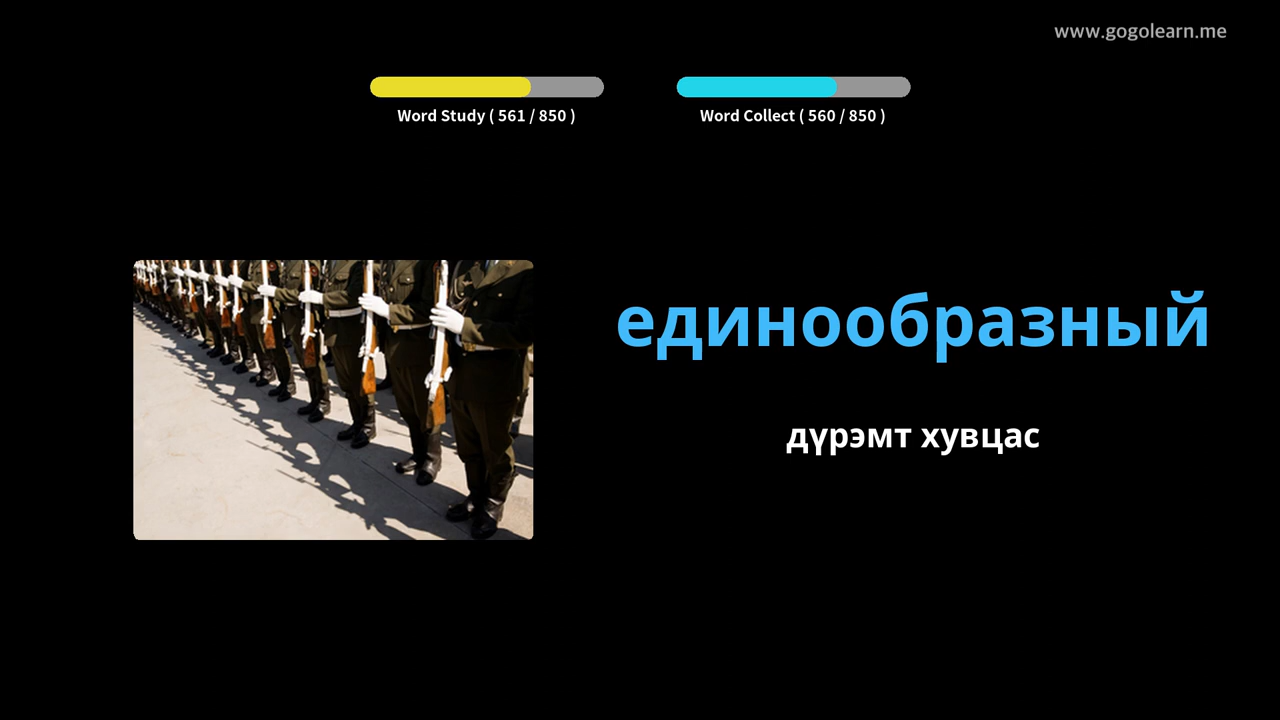 www.gogolearn.me
Word Study ( 561 / 850 )
Word Collect ( 560 / 850 )
единообразный
дүрэмт хувцас